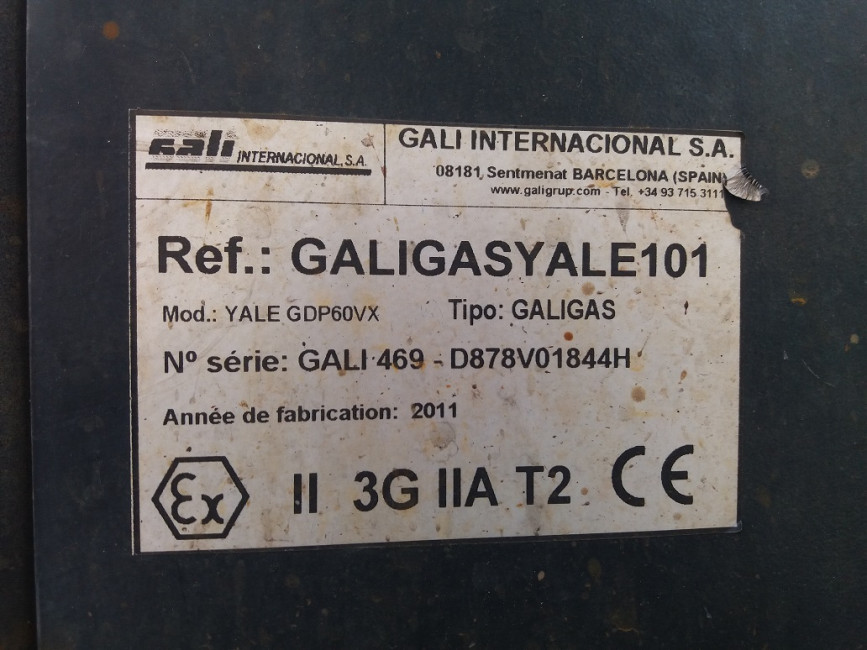 gali INTERNACIONAL, S.A.
GALI INTERNACIONAL S.A.
08181 Sentmenat BARCELONA (SPAIN)
www.galigrup.com - Tel. +34 93 715 3111
Ref.: GALIGASYALE101
Mod.: YALE GDP60VX Tipo: GALIGAS
Nº série: GALI 469 - D878V01844H
Année de fabrication: 2011
Ex II 3G IIA T2 CE